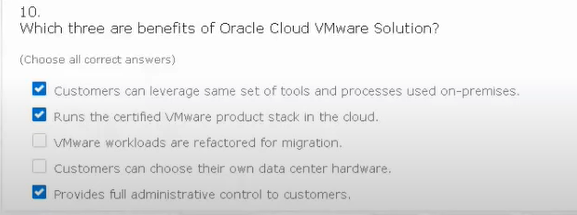 10.
Which three are benefits of Oracle Cloud VMware Solution?
(Choose all correct answers)
Customers can leverage same set of tools and processes used on-premises.
Runs the certified VMware product stack in the cloud.
VMware workloads are refactored for migration.
Customers can choose their own data center hardware.
Provides full administrative control to customers.